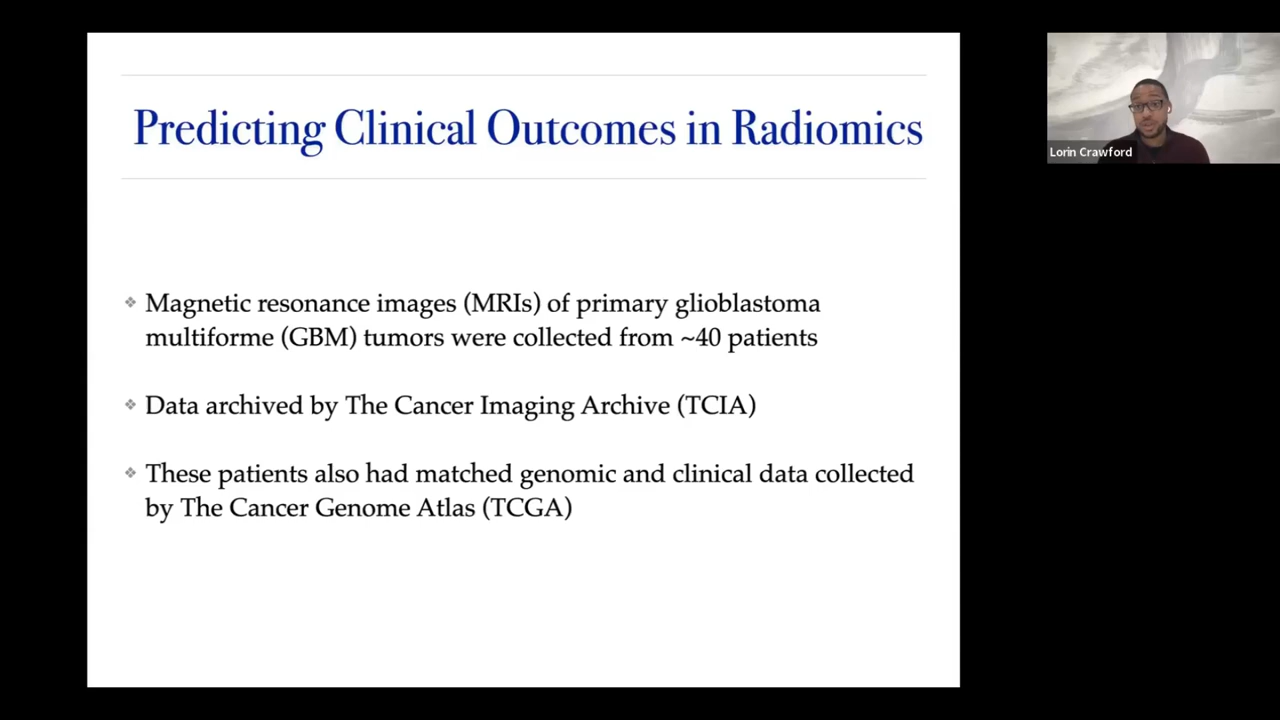 Predicting Clinical Outcomes in Radiomics
Lorin Crawford
❖ Magnetic resonance images (MRIs) of primary glioblastoma
multiforme (GBM) tumors were collected from ~40 patients
❖ Data archived by The Cancer Imaging Archive (TCIA)
❖ These patients also had matched genomic and clinical data collected
by The Cancer Genome Atlas (TCGA)